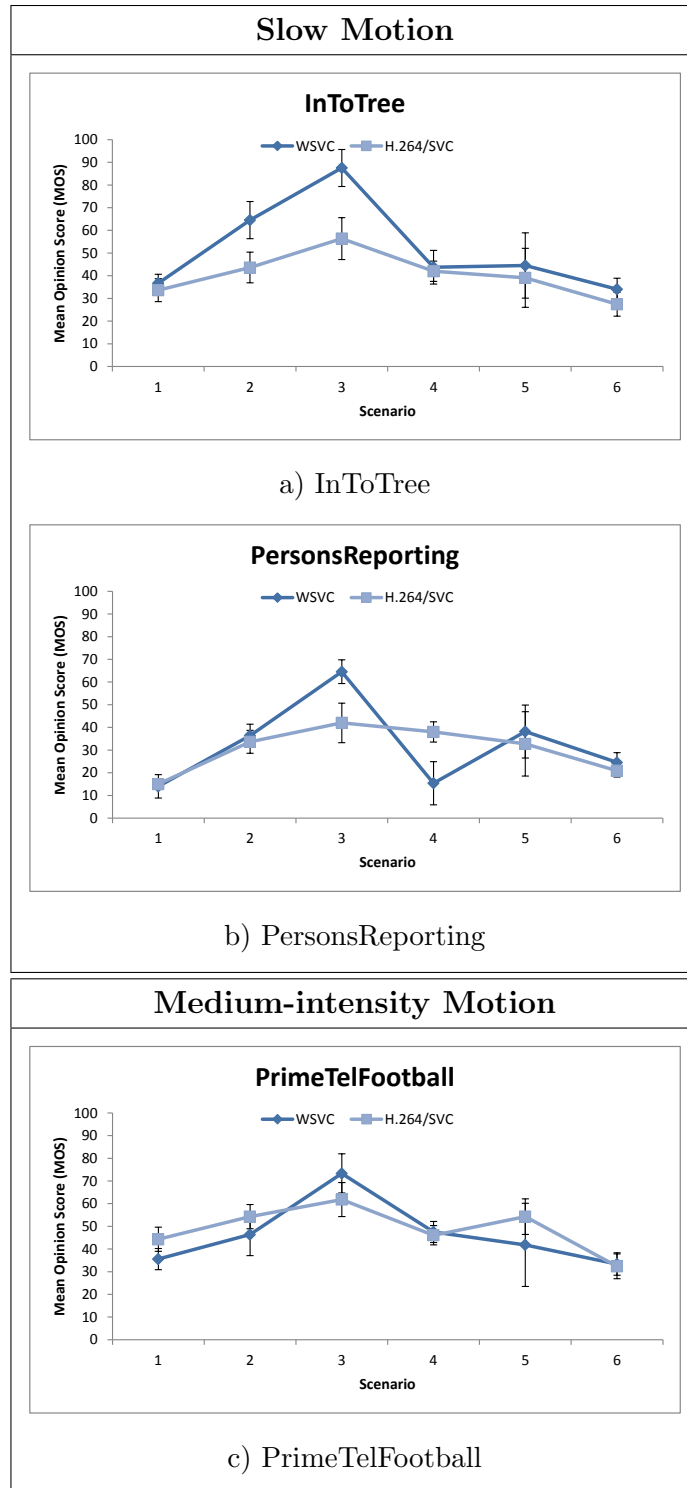 Slow Motion
InToTree
WSVC H.264/SVC
Mean Opinion Score (MOS)
100
90
80
70
60
50
40
30
20
10
0
1 2 3 4 5 6
Scenario
a) InToTree
PersonsReporting
WSVC H.264/SVC
Mean Opinion Score (MOS)
100
90
80
70
60
50
40
30
20
10
0
1 2 3 4 5 6
Scenario
b) PersonsReporting
Medium-intensity Motion
PrimeTelFootball
WSVC H.264/SVC
Mean Opinion Score (MOS)
100
90
80
70
60
50
40
30
20
10
0
1 2 3 4 5 6
Scenario
c) PrimeTelFootball